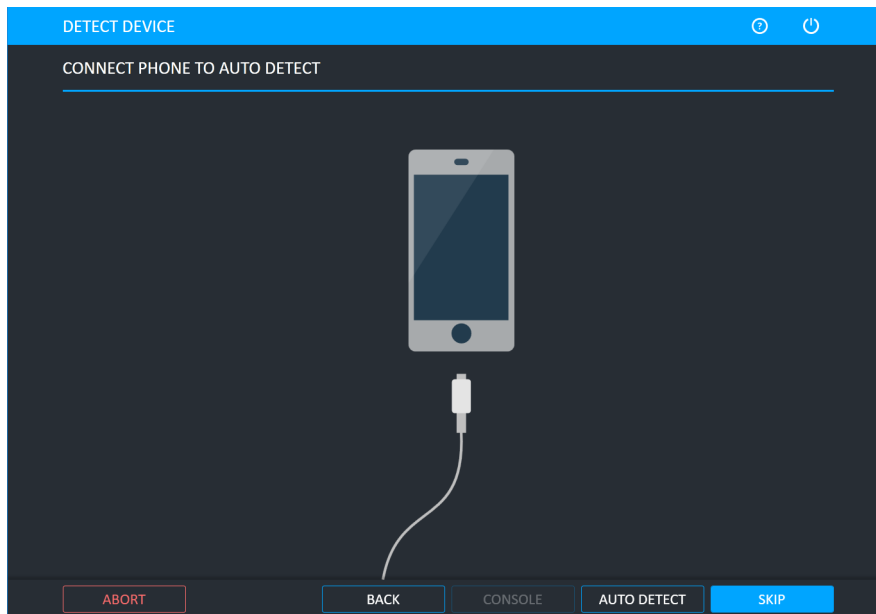 DETECT DEVICE
CONNECT PHONE TO AUTO DETECT
ABORT
BACK
CONSOLE
AUTO DETECT
SKIP